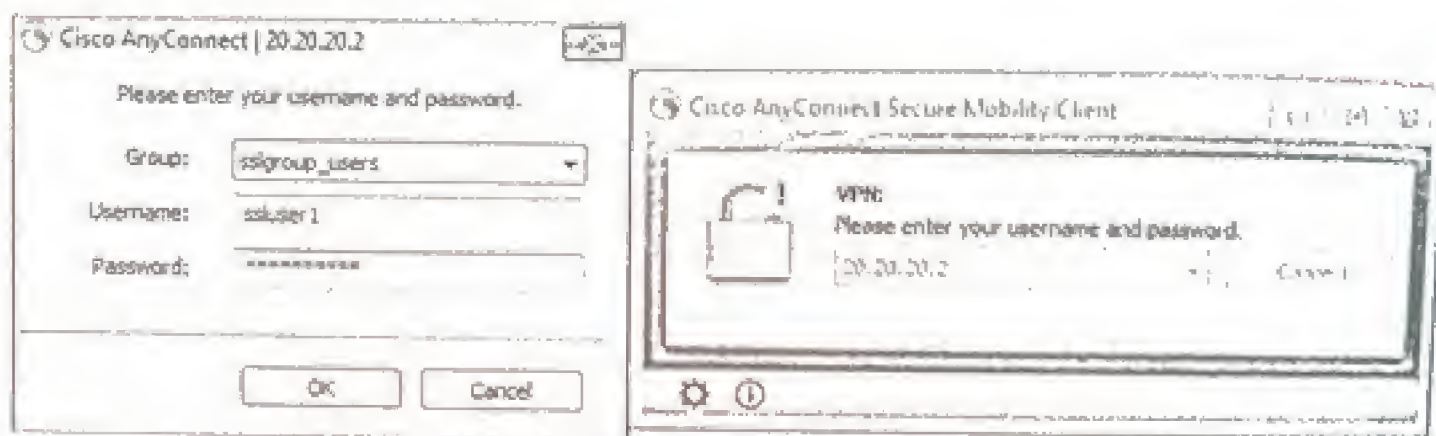 Cisco AnyConnect | 20.20.20.2
Please enter your username and password.
Group: sslgroup_users
Username: ssluser1
Password: **********
OK Cancel
Cisco AnyConnect Secure Mobility Client
VPN:
Please enter your username and password.
20.20.20.2 Connect